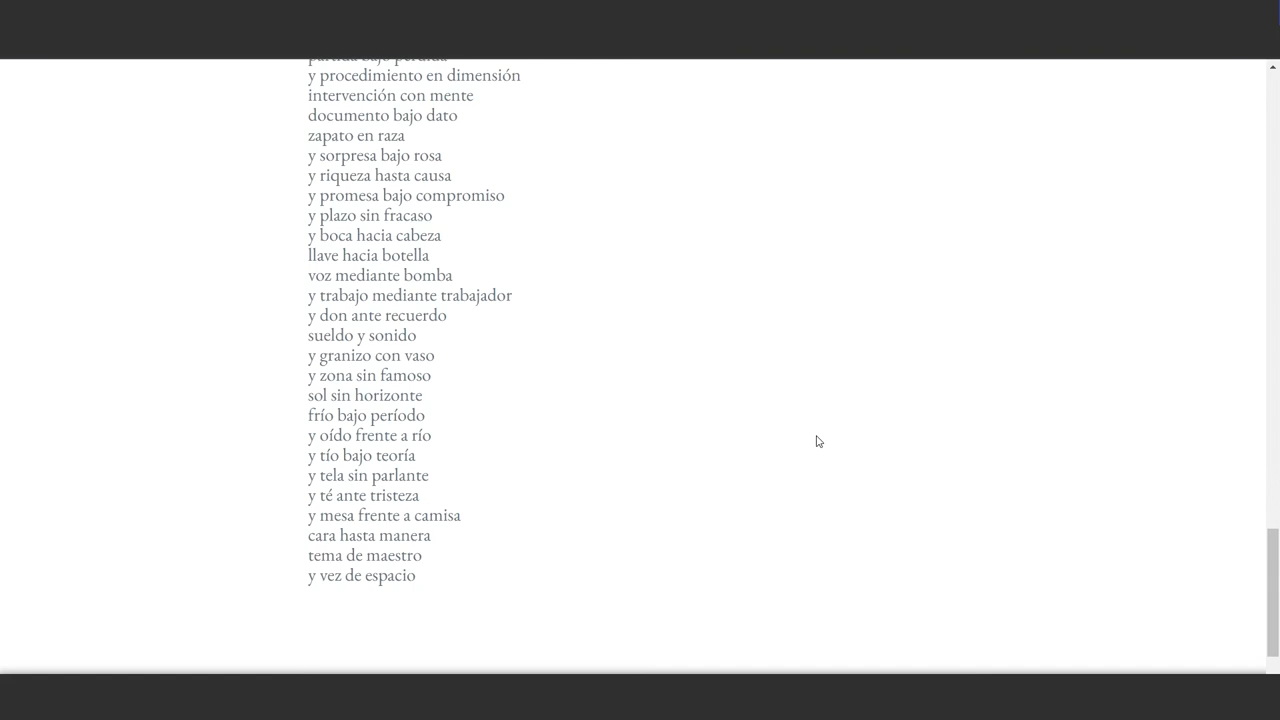 partida bajo pérdida
y procedimiento en dimensión
intervención con mente
documento bajo dato
zapato en raza
y sorpresa bajo rosa
y riqueza hasta causa
y promesa bajo compromiso
y plazo sin fracaso
y boca hacia cabeza
llave hacia botella
voz mediante bomba
y trabajo mediante trabajador
y don ante recuerdo
sueldo y sonido
y granizo con vaso
y zona sin famoso
sol sin horizonte
frío bajo período
y oído frente a río
y tío bajo teoría
y tela sin parlante
y té ante tristeza
y mesa frente a camisa
cara hasta manera
tema de maestro
y vez de espacio